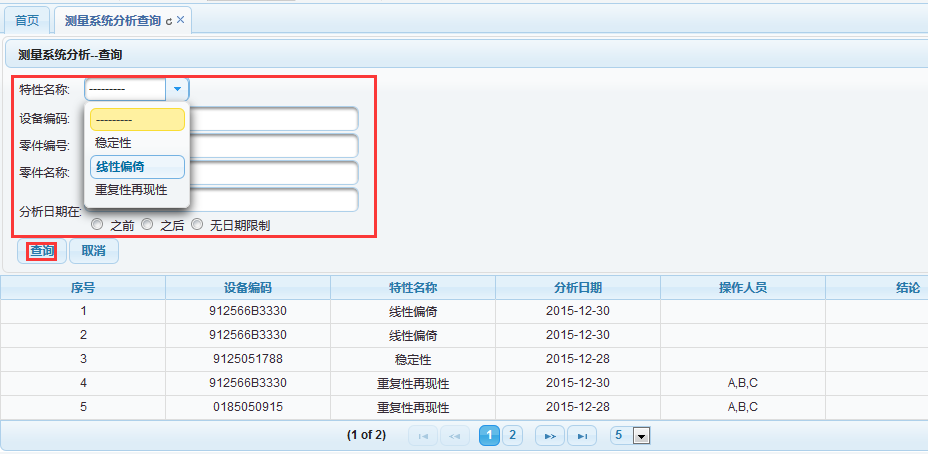 首页 测量系统分析查询
测量系统分析--查询
特性名称: ---------
---------
设备编码:
稳定性
零件编号:
线性偏倚
零件名称:
重复性再现性
分析日期在:
之前 之后 无日期限制
查询 取消
序号 设备编码 特性名称 分析日期 操作人员 结论
1 912566B3330 线性偏倚 2015-12-30
2 912566B3330 线性偏倚 2015-12-30
3 9125051788 稳定性 2015-12-28
4 912566B3330 重复性再现性 2015-12-30 A,B,C
5 0185050915 重复性再现性 2015-12-28 A,B,C
(1 of 2) 1 2 5